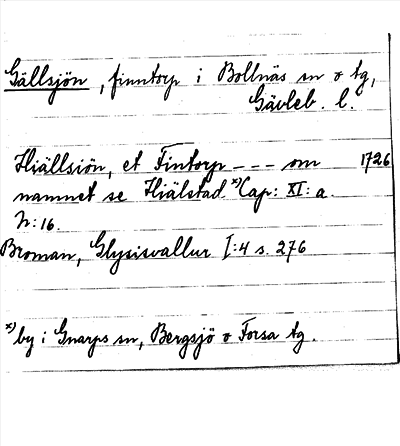 Gällsjön, finntorp i Bollnäs sn o tg,
Gävleb. l.
Hiällsiön, et Fintorp --- om 1726
namnet se Hiälstad x) Cap: XI: a
N: 16.
Broman, Glysisvallur I:4 s. 276
x) by i Gnarps sn, Bergsjö o Forsa tg.